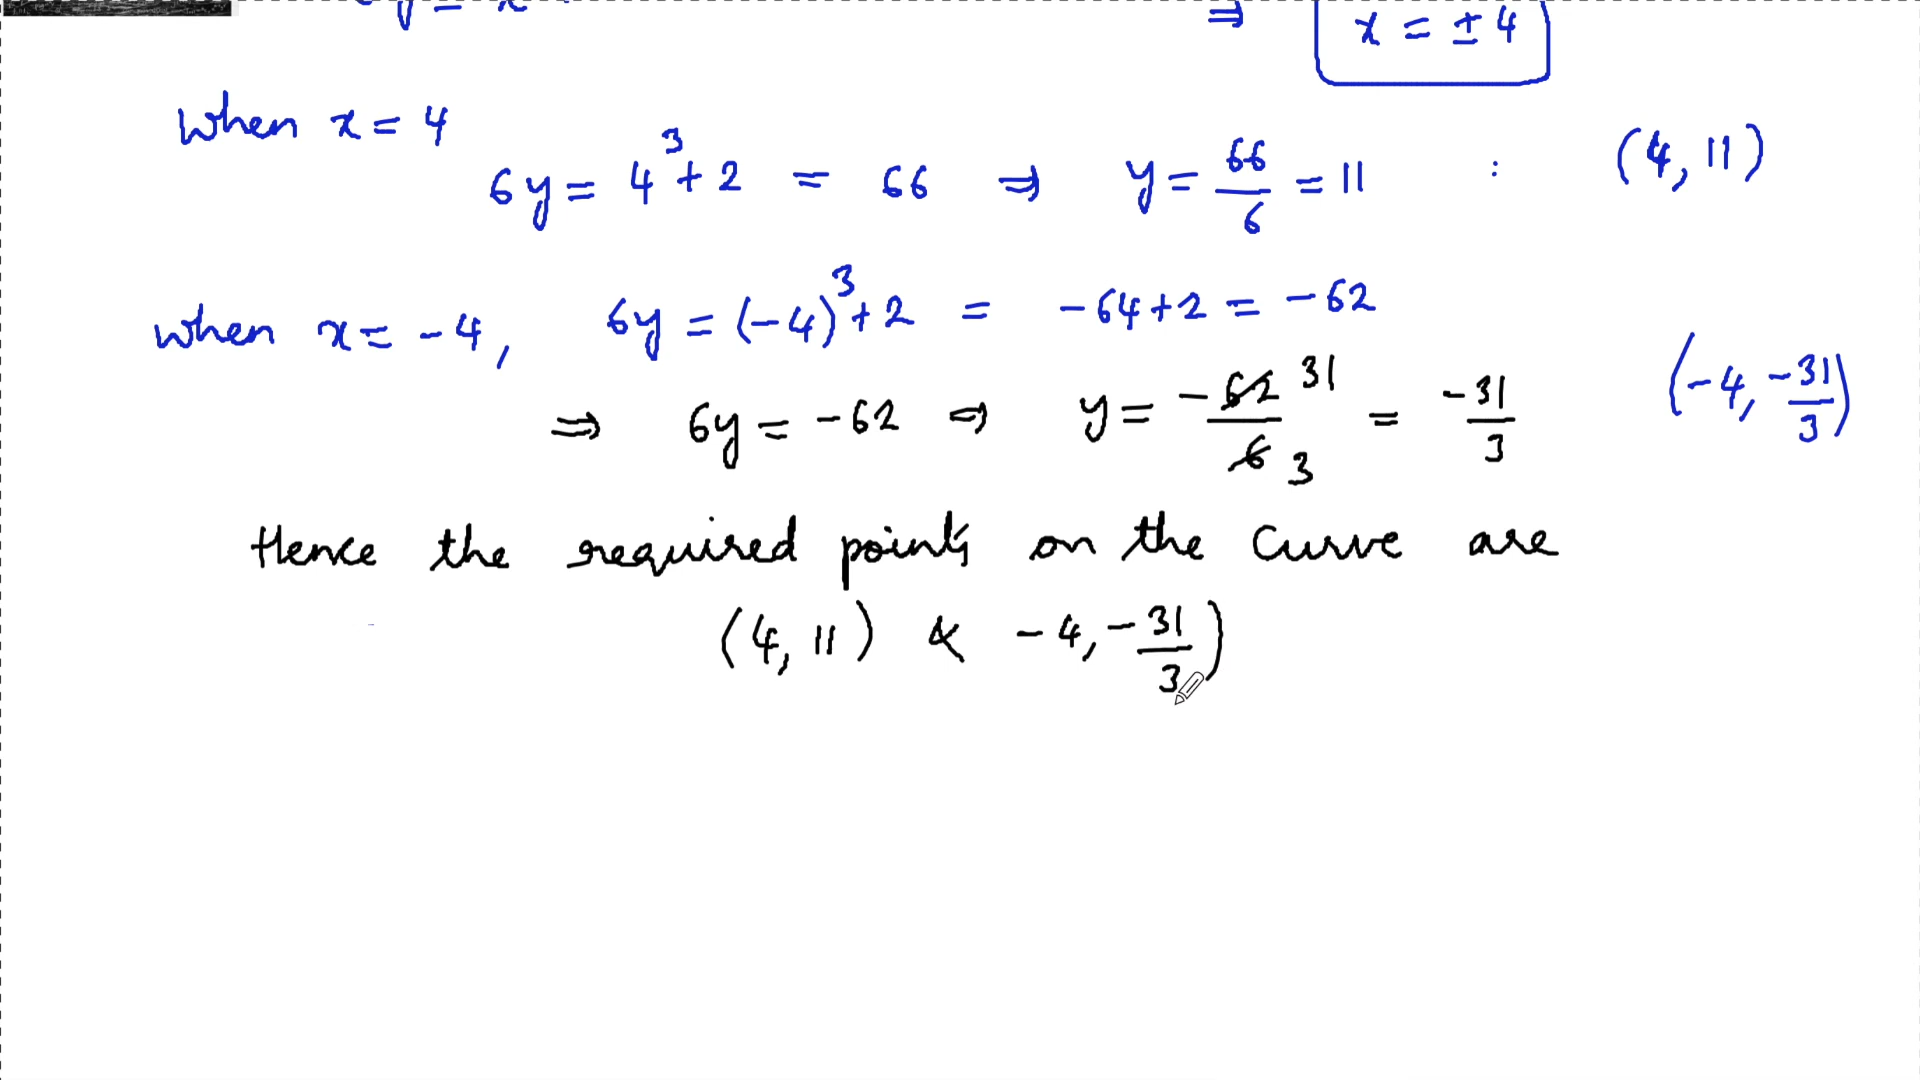 ⇒ x = ± 4
when x = 4
6y = 4³+2 = 66 ⇒ y = 66/6 = 11 : (4, 11)
when x = -4, 6y = (-4)³+2 = -64+2 = -62
⇒ 6y = -62 ⇒ y = -62/6 31 3 = -31/3 (-4, -31/3)
Hence the required points on the curve are
(4, 11) & -4, -31/3)